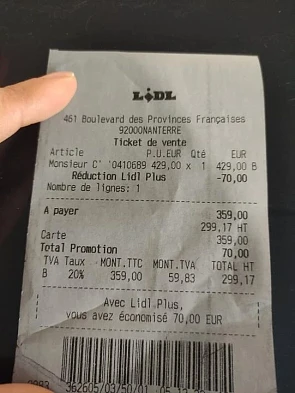 LIDL
461 Boulevard des Provinces Françaises
92000NANTERRE
Ticket de vente
Article P.U.EUR Qté EUR
Monsieur C' '0410689 429,00 x 1 429,00 B
Réduction Lidl Plus -70,00
Nombre de lignes: 1
A payer 359,00
299,17 HT
Carte 359,00
Total Promotion 70,00
TVA Taux MONT.TTC MONT.TVA TOTAL HT
B 20% 359,00 59,83 299,17
Avec Lidl Plus,
vous avez économisé 70,00 EUR